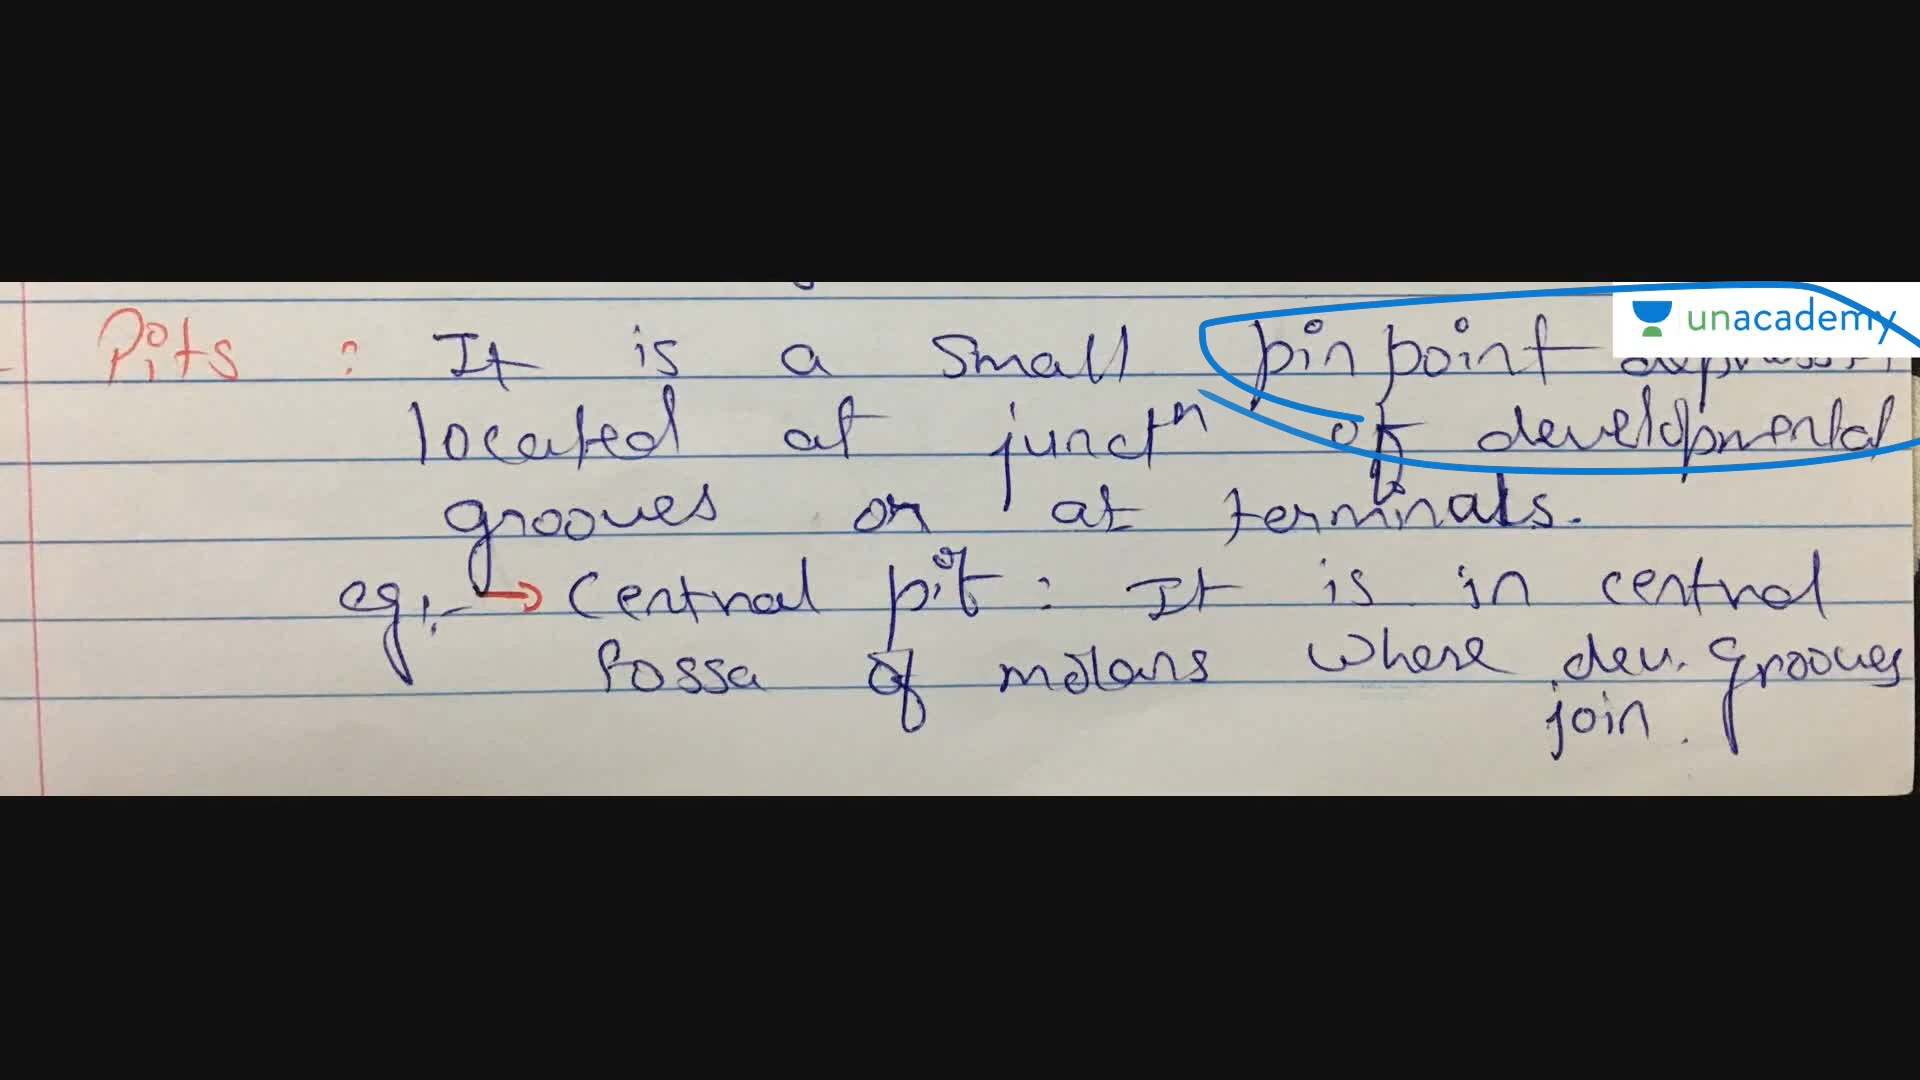 unacademy
Pits : It is a small pin point
located at junctn of developmental
grooves or at terminals.
eg:- → Central pit : It is in central
fossa of molars where dev. grooves
join.